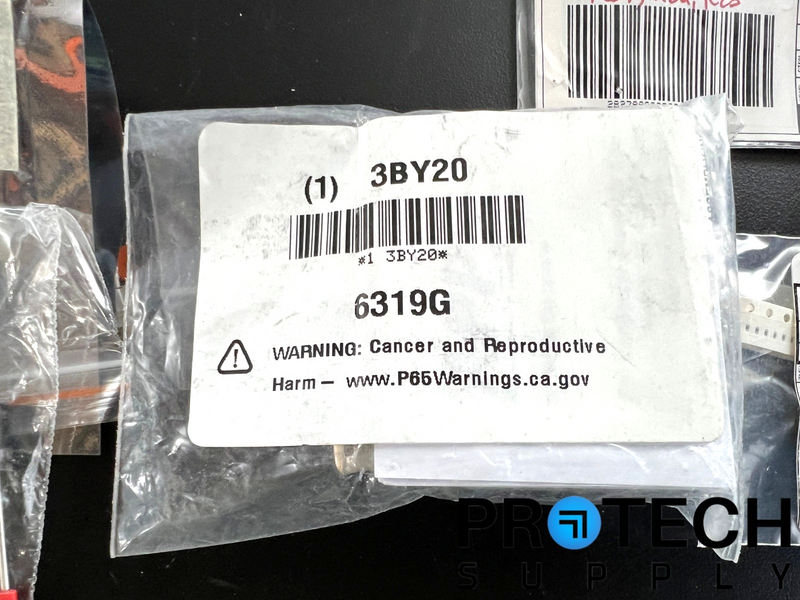 (1) 3BY20
*1 3BY20*
6319G
WARNING: Cancer and Reproductive
Harm – www.P65Warnings.ca.gov
PROTECH
SUPPLY